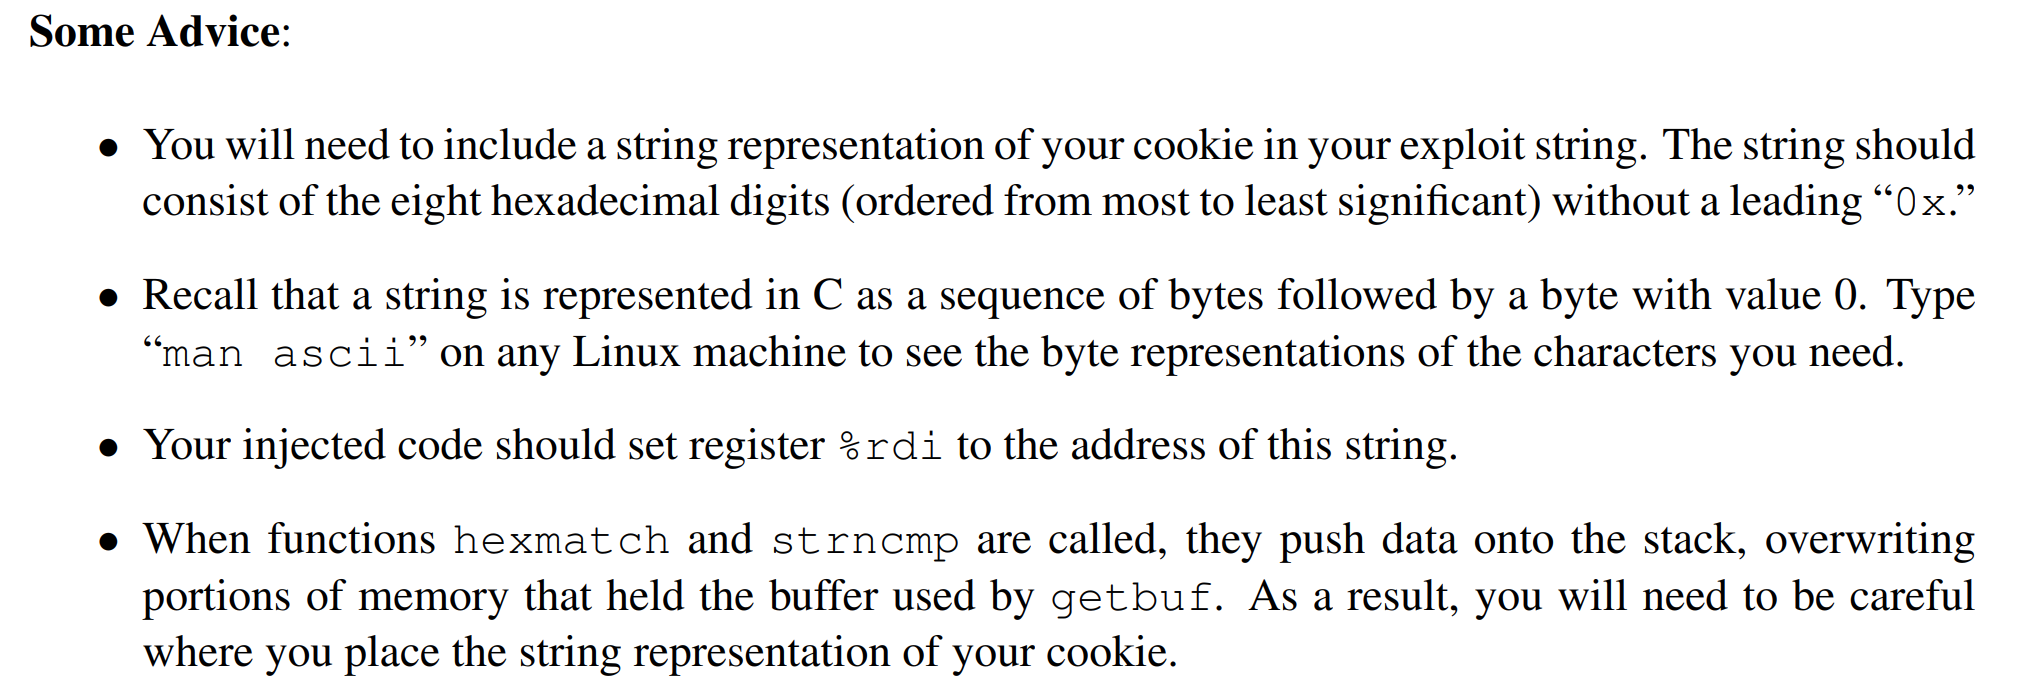 Some Advice:
• You will need to include a string representation of your cookie in your exploit string. The string should
consist of the eight hexadecimal digits (ordered from most to least significant) without a leading “0x.”
• Recall that a string is represented in C as a sequence of bytes followed by a byte with value 0. Type
“man ascii” on any Linux machine to see the byte representations of the characters you need.
• Your injected code should set register %rdi to the address of this string.
• When functions hexmatch and strncmp are called, they push data onto the stack, overwriting
portions of memory that held the buffer used by getbuf. As a result, you will need to be careful
where you place the string representation of your cookie.